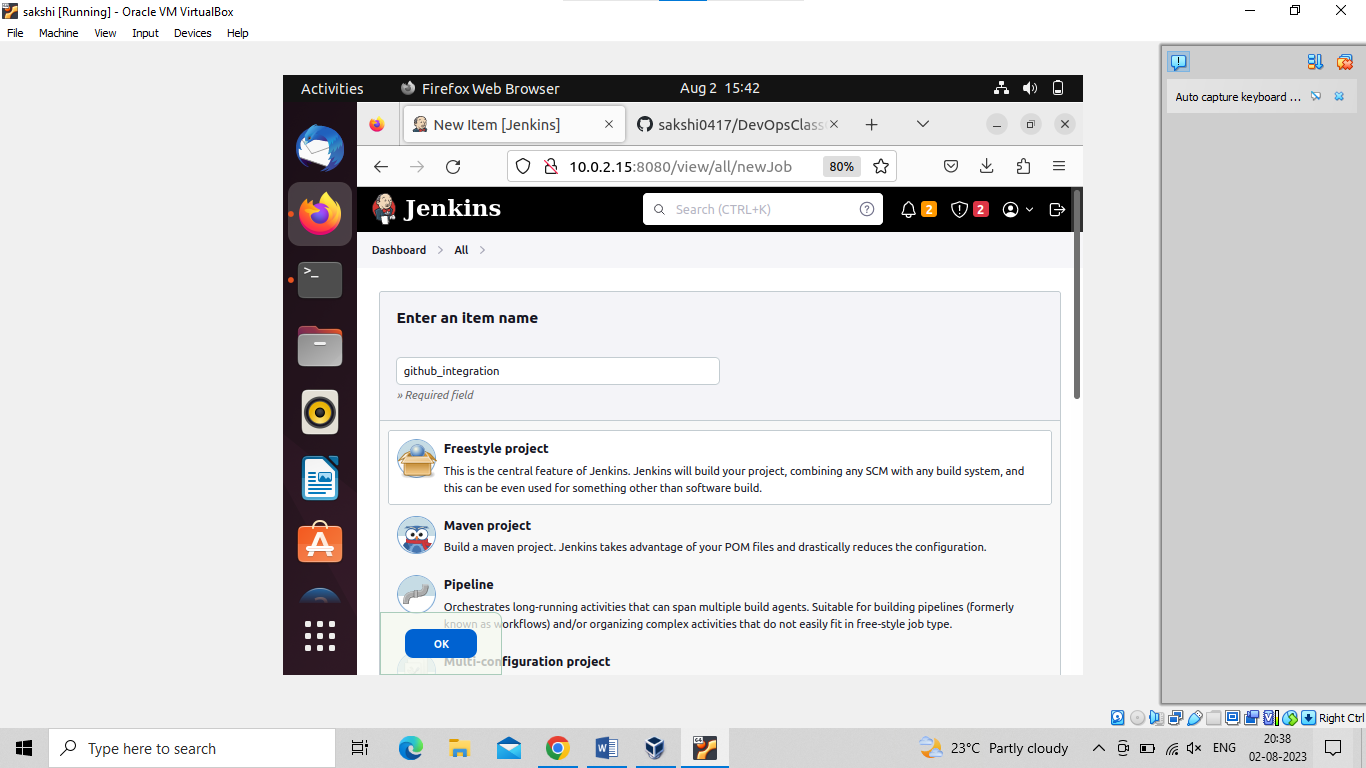 sakshi [Running] - Oracle VM VirtualBox
File Machine View Input Devices Help
Auto capture keyboard ...
Activities Firefox Web Browser Aug 2 15:42
New Item [Jenkins] sakshi0417/DevOpsClass
10.0.2.15:8080/view/all/newJob 80%
Jenkins Search (CTRL+K) 2 2
Dashboard All
Enter an item name
github_integration
» Required field
Freestyle project
This is the central feature of Jenkins. Jenkins will build your project, combining any SCM with any build system, and
this can be even used for something other than software build.
Maven project
Build a maven project. Jenkins takes advantage of your POM files and drastically reduces the configuration.
Pipeline
Orchestrates long-running activities that can span multiple build agents. Suitable for building pipelines (formerly
known as workflows) and/or organizing complex activities that do not easily fit in free-style job type.
OK
Multi-configuration project
Right Ctrl
Type here to search
23°C Partly cloudy
ENG
20:38
02-08-2023